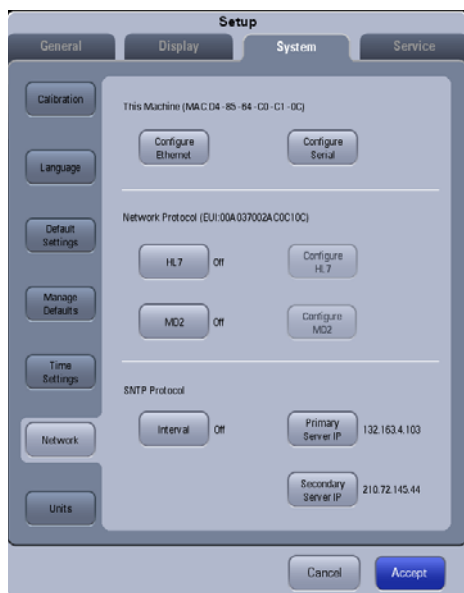 Setup
General
Display
System
Service
Calibration
Language
Default
Settings
Manage
Defaults
Time
Settings
Network
Units
This Machine (MAC:D4-85-64-C0-C1-0C)
Configure
Ethernet
Configure
Serial
Network Protocol (EUI:00A037002AC0C10C)
HL7
Off
Configure
HL7
MD2
Off
Configure
MD2
SNTP Protocol
Interval
Off
Primary
Server IP
132.163.4.103
Secondary
Server IP
210.72.145.44
Cancel
Accept